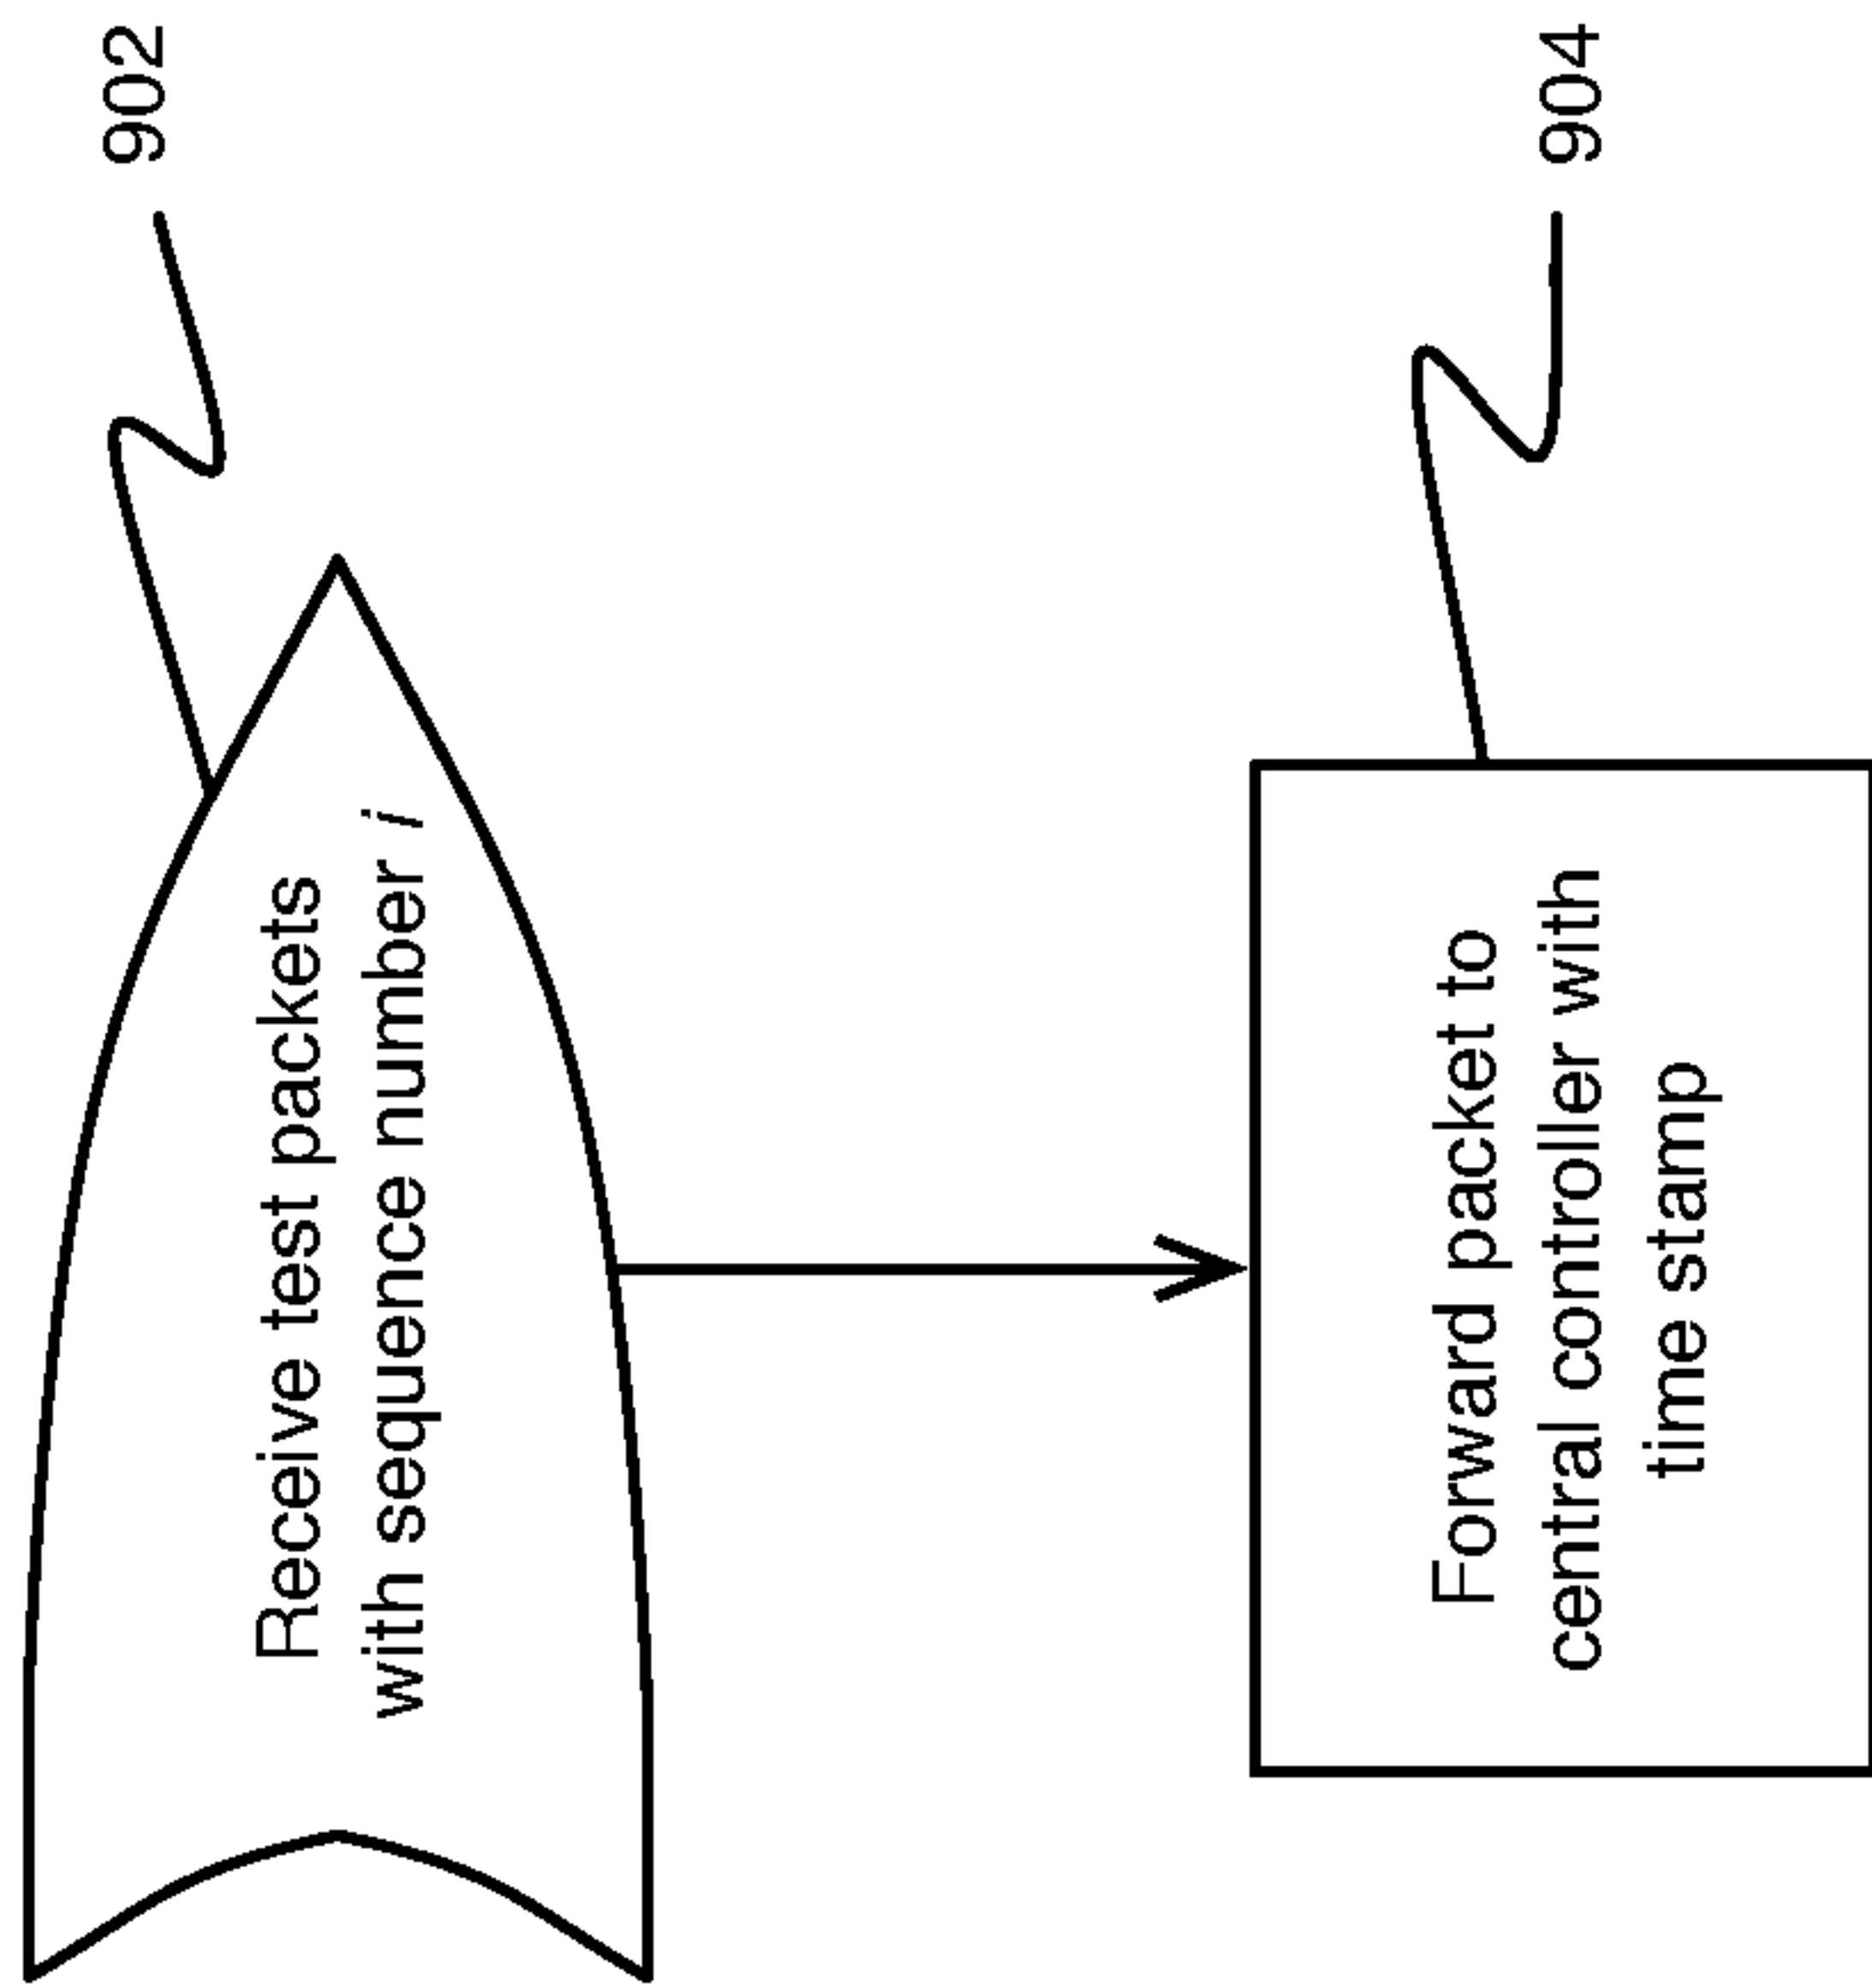 Receive test packets
with sequence number i
902
Forward packet to
central controller with
time stamp
904